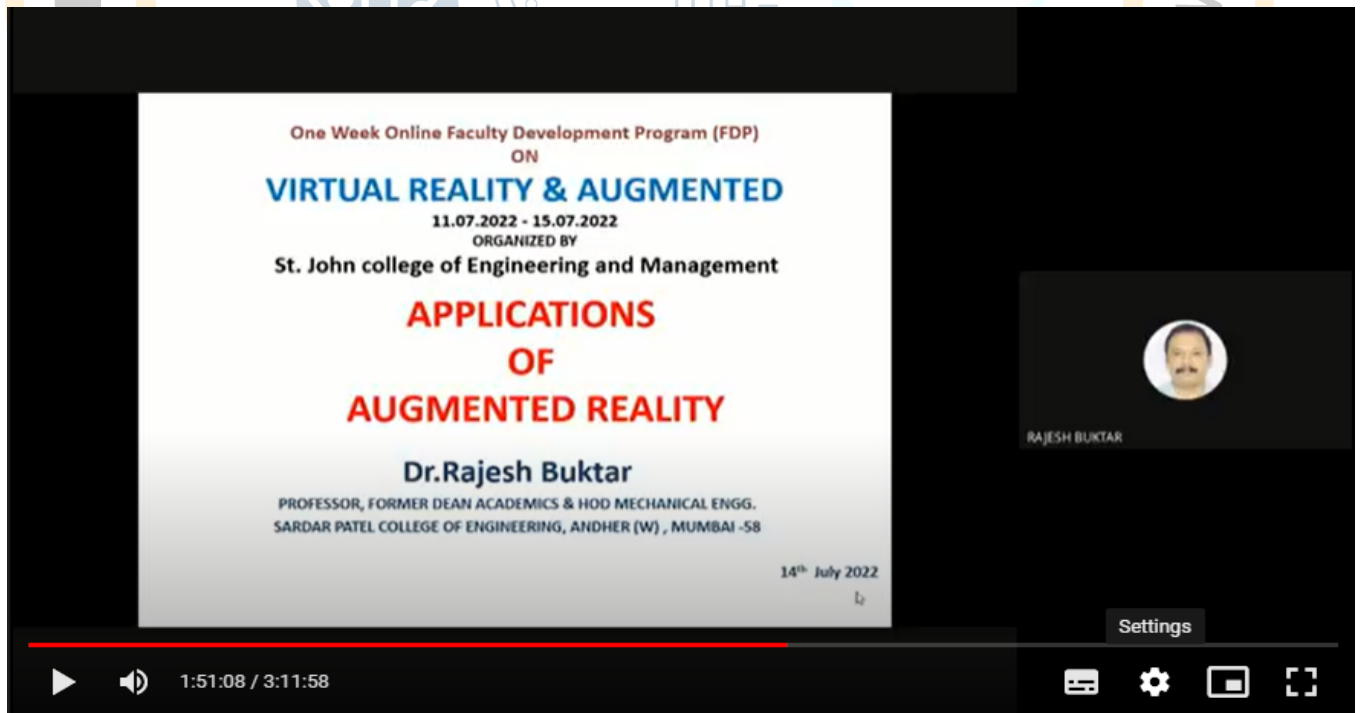 One Week Online Faculty Development Program (FDP)
ON
VIRTUAL REALITY & AUGMENTED
11.07.2022 - 15.07.2022
ORGANIZED BY
St. John college of Engineering and Management
APPLICATIONS
OF
AUGMENTED REALITY
Dr.Rajesh Buktar
PROFESSOR, FORMER DEAN ACADEMICS & HOD MECHANICAL ENGG.
SARDAR PATEL COLLEGE OF ENGINEERING, ANDHER (W) , MUMBAI -58
14th July 2022
RAJESH BUKTAR
Settings
1:51:08 / 3:11:58